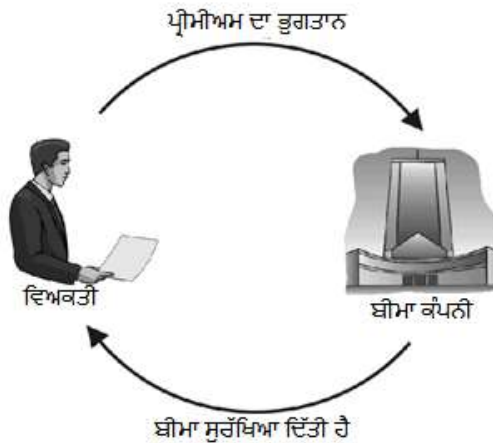 ਪ੍ਰੀਮੀਅਮ ਦਾ ਭੁਗਤਾਨ
ਵਿਅਕਤੀ
ਬੀਮਾ ਕੰਪਨੀ
ਬੀਮਾ ਸੁਰੱਖਿਆ ਦਿੱਤੀ ਹੈ